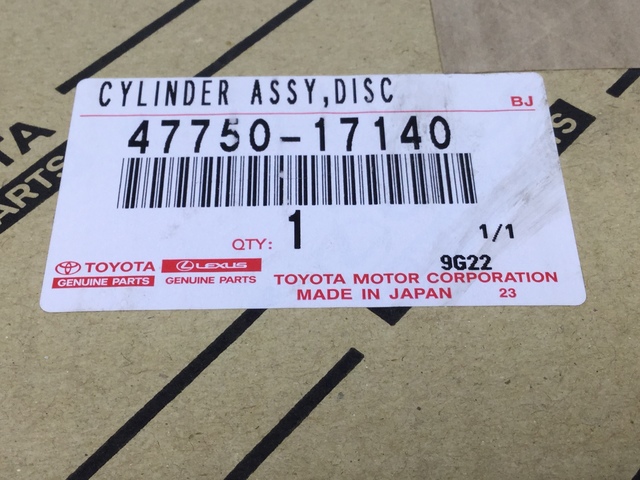 CYLINDER ASSY,DISC
BJ
47750-17140
QTY: 1
1/1
9G22
TOYOTA LEXUS
GENUINE PARTS GENUINE PARTS
TOYOTA MOTOR CORPORATION
MADE IN JAPAN 23
PARTS